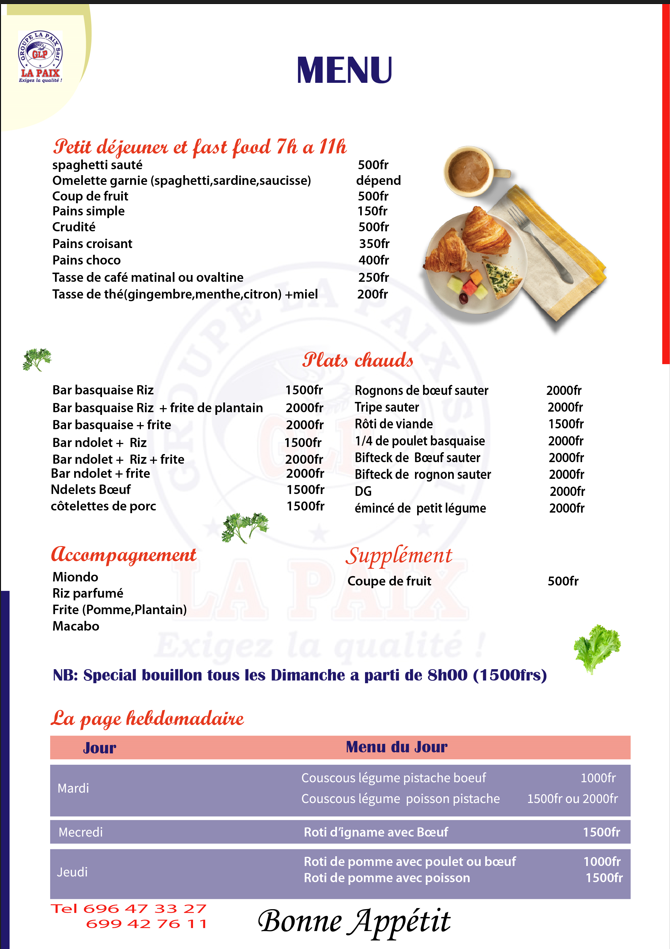 GROUPE LA PAIX Sarl
GLP
LA PAIX
Exigez la qualité !
MENU
Petit déjeuner et fast food 7h a 11h
spaghetti sauté 500fr
Omelette garnie (spaghetti,sardine,saucisse) dépend
Coup de fruit 500fr
Pains simple 150fr
Crudité 500fr
Pains croisant 350fr
Pains choco 400fr
Tasse de café matinal ou ovaltine 250fr
Tasse de thé(gingembre,menthe,citron) +miel 200fr
Plats chauds
Bar basquaise Riz 1500fr
Bar basquaise Riz + frite de plantain 2000fr
Bar basquaise + frite 2000fr
Bar ndolet + Riz 1500fr
Bar ndolet + Riz + frite 2000fr
Bar ndolet + frite 2000fr
Ndelets Bœuf 1500fr
côtelettes de porc 1500fr
Rognons de bœuf sauter 2000fr
Tripe sauter 2000fr
Rôti de viande 1500fr
1/4 de poulet basquaise 2000fr
Bifteck de Bœuf sauter 2000fr
Bifteck de rognon sauter 2000fr
DG 2000fr
émincé de petit légume 2000fr
Accompagnement
Miondo
Riz parfumé
Frite (Pomme,Plantain)
Macabo
Supplément
Coupe de fruit 500fr
GROUPE LA PAIX Sarl
GLP
LA PAIX
Exigez la qualité !
NB: Special bouillon tous les Dimanche a parti de 8h00 (1500frs)
La page hebdomadaire
Jour Menu du Jour
Mardi
Couscous légume pistache boeuf 1000fr
Couscous légume poisson pistache 1500fr ou 2000fr
Mecredi Roti d'igname avec Bœuf 1500fr
Jeudi
Roti de pomme avec poulet ou bœuf 1000fr
Roti de pomme avec poisson 1500fr
Tel 696 47 33 27
699 42 76 11
Bonne Appétit